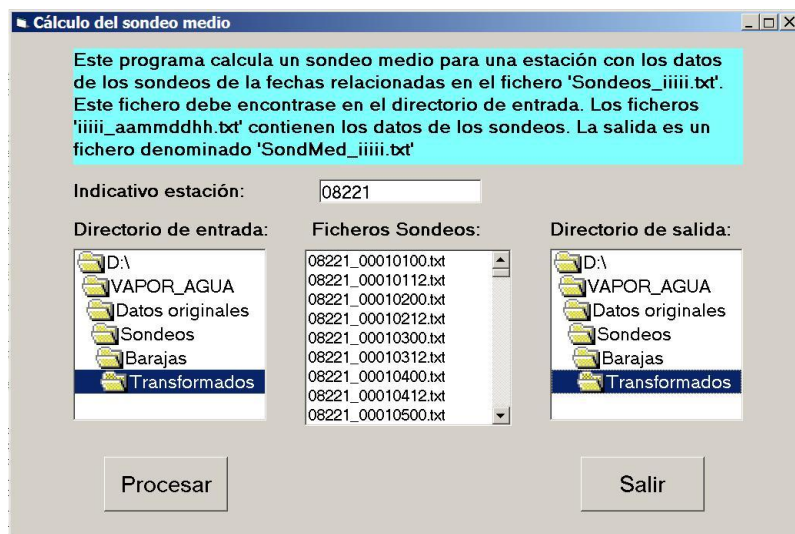 Cálculo del sondeo medio
Este programa calcula un sondeo medio para una estación con los datos
de los sondeos de la fechas relacionadas en el fichero 'Sondeos_iiiii.txt'.
Este fichero debe encontrase en el directorio de entrada. Los ficheros
'iiiii_aammddhh.txt' contienen los datos de los sondeos. La salida es un
fichero denominado 'SondMed_iiiii.txt'
Indicativo estación: 08221
Directorio de entrada:
D:\
VAPOR_AGUA
Datos originales
Sondeos
Barajas
Transformados
Ficheros Sondeos:
08221_00010100.txt
08221_00010112.txt
08221_00010200.txt
08221_00010212.txt
08221_00010300.txt
08221_00010312.txt
08221_00010400.txt
08221_00010412.txt
08221_00010500.txt
Directorio de salida:
D:\
VAPOR_AGUA
Datos originales
Sondeos
Barajas
Transformados
Procesar
Salir